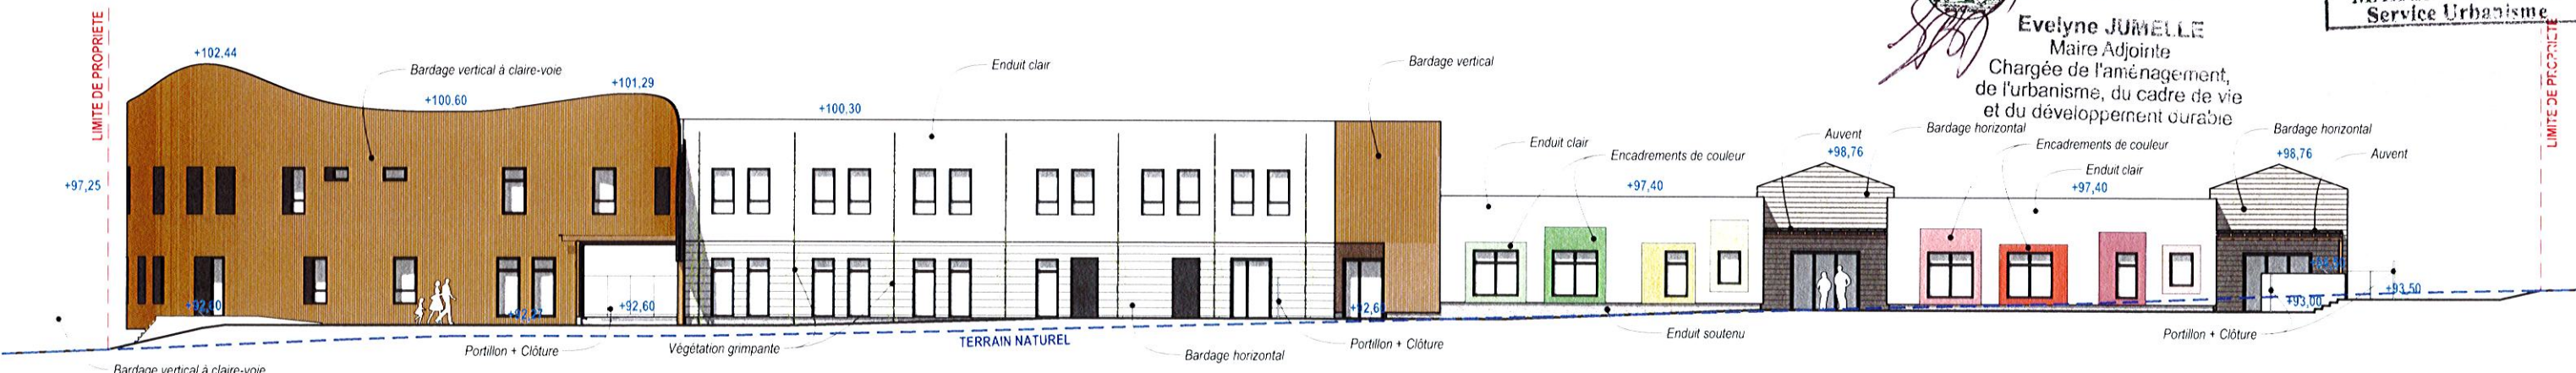 Service Urbanisme
Evelyne JUMELLE
Maire Adjointe
Chargée de l'aménagement,
de l'urbanisme, du cadre de vie
et du développement durable
LIMITE DE PROPRIETE
LIMITE DE PROPRIETE
+102,44
Bardage vertical à claire-voie
+100.60
+101,29
+100,30
Enduit clair
Bardage vertical
Enduit clair
Encadrements de couleur
+97,40
Auvent
+98,76
Bardage horizontal
Encadrements de couleur
Enduit clair
+97,40
Bardage horizontal
+98,76
Auvent
+97,25
+92,60
+92,60
+93,00
+93,50
Portillon + Clôture
Végétation grimpante
TERRAIN NATUREL
Bardage horizontal
Portillon + Clôture
Enduit soutenu
Portillon + Clôture
Bardage vertical à claire-voie